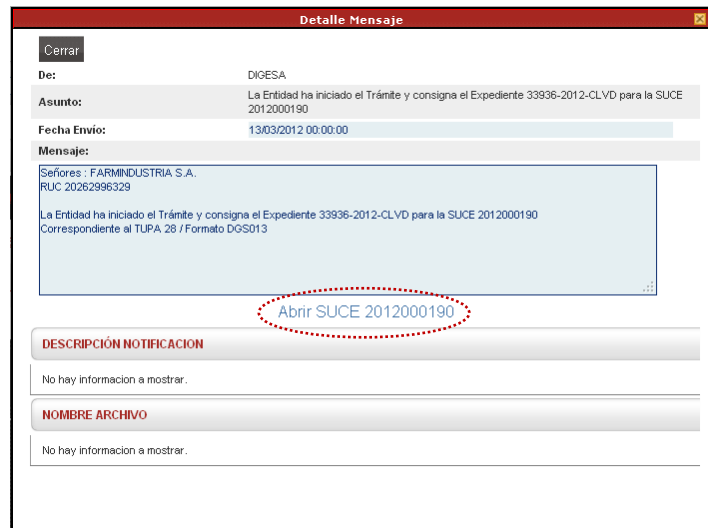 Detalle Mensaje
Cerrar
De: DIGESA
Asunto: La Entidad ha iniciado el Trámite y consigna el Expediente 33936-2012-CLVD para la SUCE
2012000190
Fecha Envío: 13/03/2012 00:00:00
Mensaje:
Señores : FARMINDUSTRIA S.A.
RUC 20262996329
La Entidad ha iniciado el Trámite y consigna el Expediente 33936-2012-CLVD para la SUCE 2012000190
Correspondiente al TUPA 28 / Formato DGS013
Abrir SUCE 2012000190
DESCRIPCIÓN NOTIFICACION
No hay informacion a mostrar.
NOMBRE ARCHIVO
No hay informacion a mostrar.